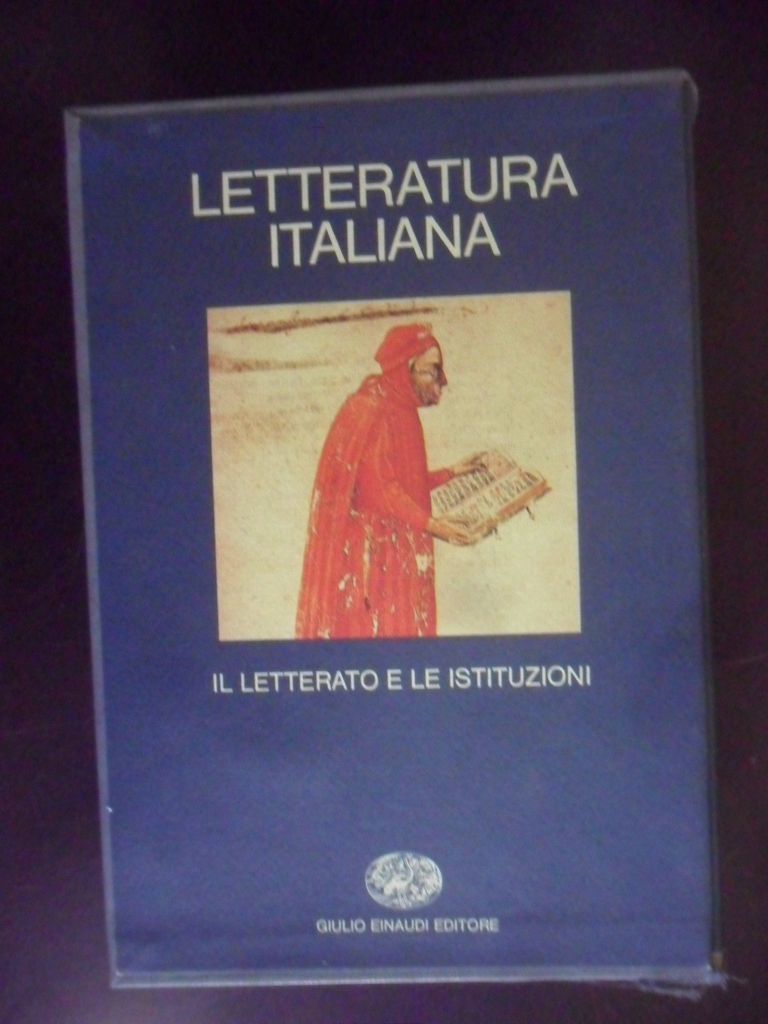 LETTERATURA
ITALIANA
IL LETTERATO E LE ISTITUZIONI
GIULIO EINAUDI EDITORE